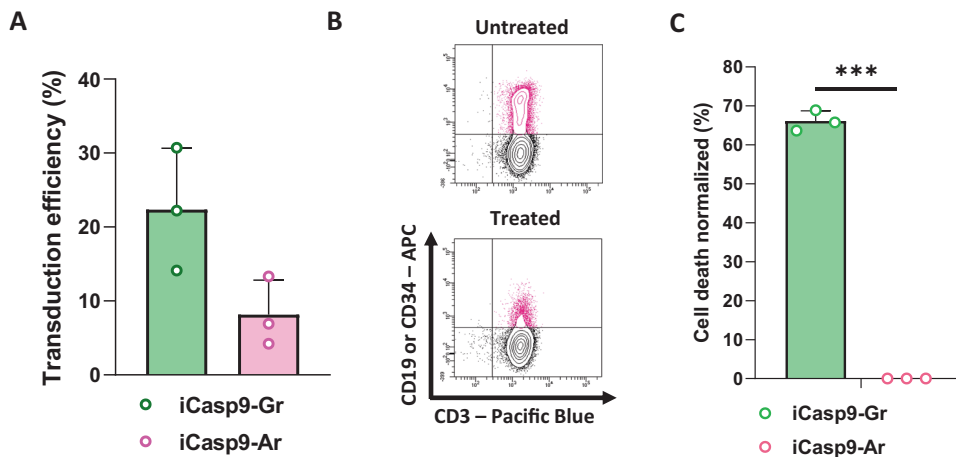 A
Transduction efficiency (%)
40
30
20
10
0
iCasp9-Gr
iCasp9-Ar
B
Untreated
Treated
CD19 or CD34 – APC
CD3 – Pacific Blue
C
Cell death normalized (%)
80
70
60
50
40
30
20
10
0
***
iCasp9-Gr
iCasp9-Ar